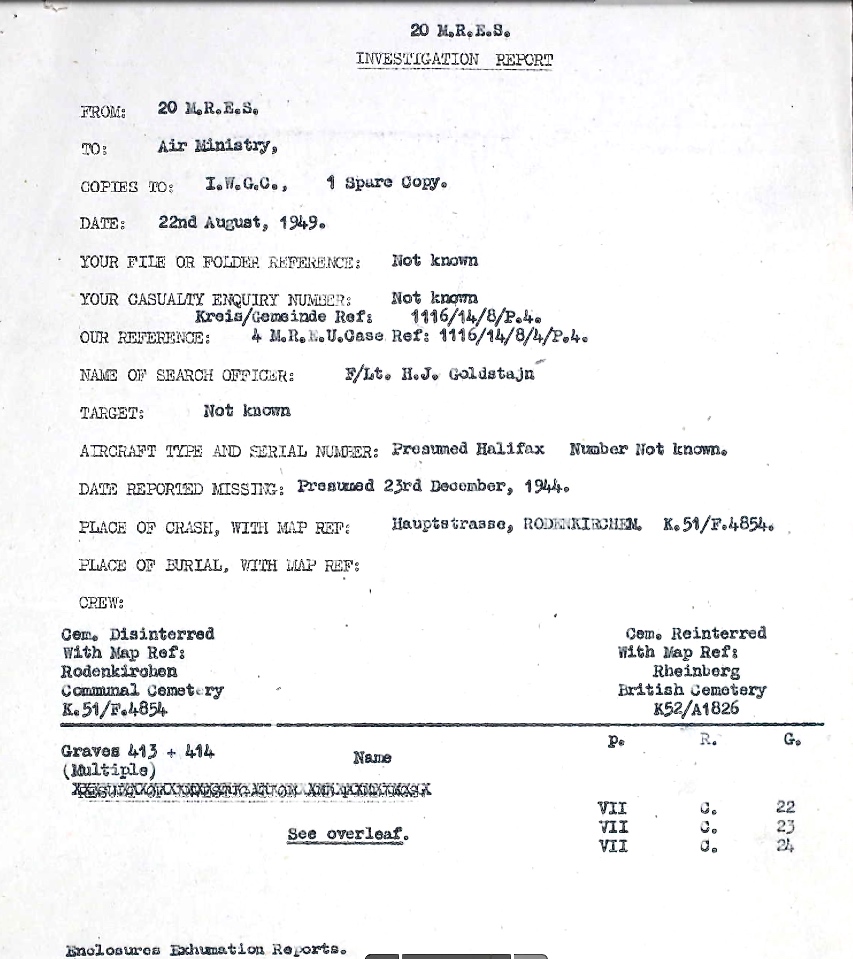 20 M.R.E.S.
INVESTIGATION REPORT
FROM: 20 M.R.E.S.
TO: Air Ministry,
COPIES TO: I.W.G.C., 1 Spare Copy.
DATE: 22nd August, 1949.
YOUR FILE OR FOLDER REFERENCE: Not known
YOUR CASUALTY ENQUIRY NUMBER: Not known
Kreis/Gemeinde Ref: 1116/14/8/P.4.
OUR REFERENCE: 4 M.R.E.U.Case Ref: 1116/14/8/4/P.4.
NAME OF SEARCH OFFICER: F/Lt. H.J. Goldstajn
TARGET: Not known
AIRCRAFT TYPE AND SERIAL NUMBER: Presumed Halifax Number Not known.
DATE REPORTED MISSING: Presumed 23rd December, 1944.
PLACE OF CRASH, WITH MAP REF: Hauptstrasse, RODENKIRCHEN. K.51/F.4854.
PLACE OF BURIAL, WITH MAP REF:
CREW:
Cem. Disinterred Cem. Reinterred
With Map Ref: With Map Ref:
Rodenkirchen Rheinberg
Communal Cemetery British Cemetery
K.51/F.4854 K52/A1826
Graves 413 + 414 Name P. R. G.
(Multiple)
VII C. 22
See overleaf. VII C. 23
VII C. 24
Enclosures Exhumation Reports.